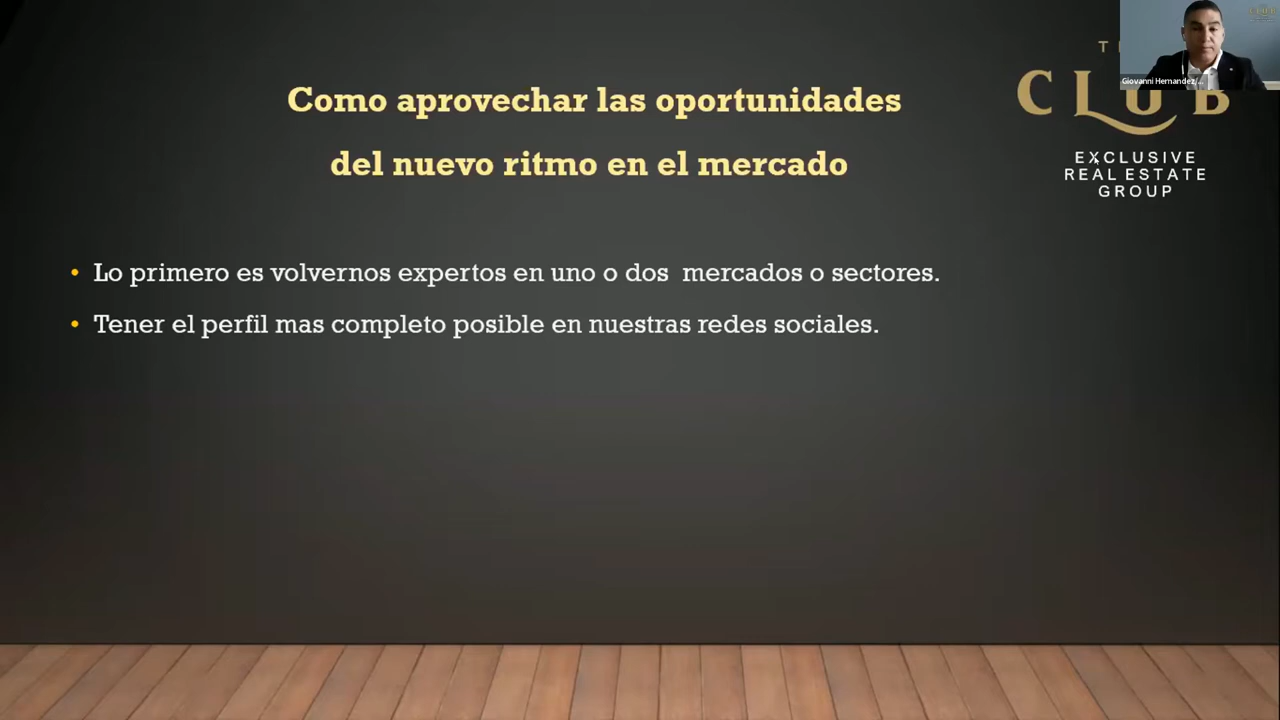 Como aprovechar las oportunidades
del nuevo ritmo en el mercado
• Lo primero es volvernos expertos en uno o dos  mercados o sectores.
• Tener el perfil mas completo posible en nuestras redes sociales.
CLUB
EXCLUSIVE
REAL ESTATE
GROUP
Giovanni Hernandez/...